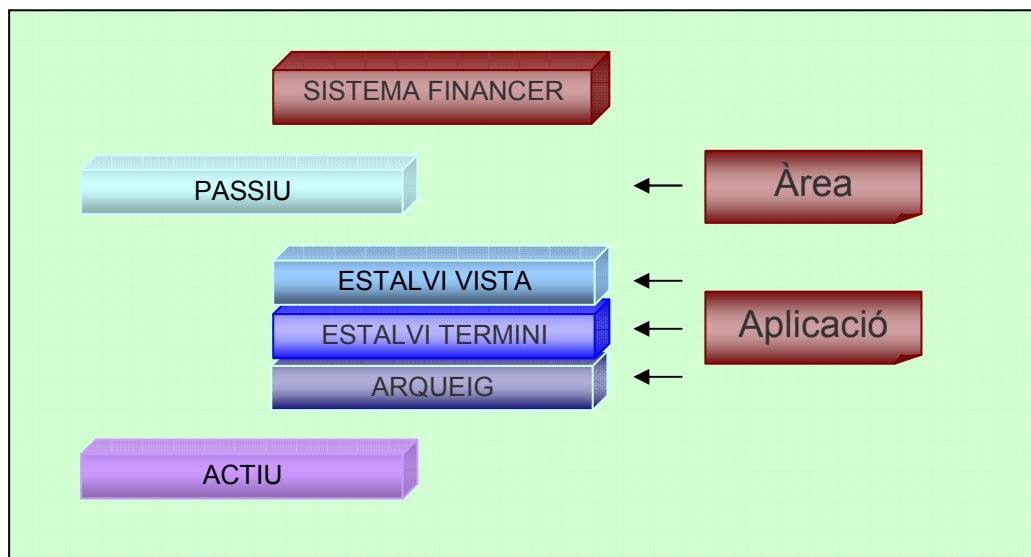 SISTEMA FINANCER
PASSIU
Àrea
ESTALVI VISTA
ESTALVI TERMINI
Aplicació
ARQUEIG
ACTIU